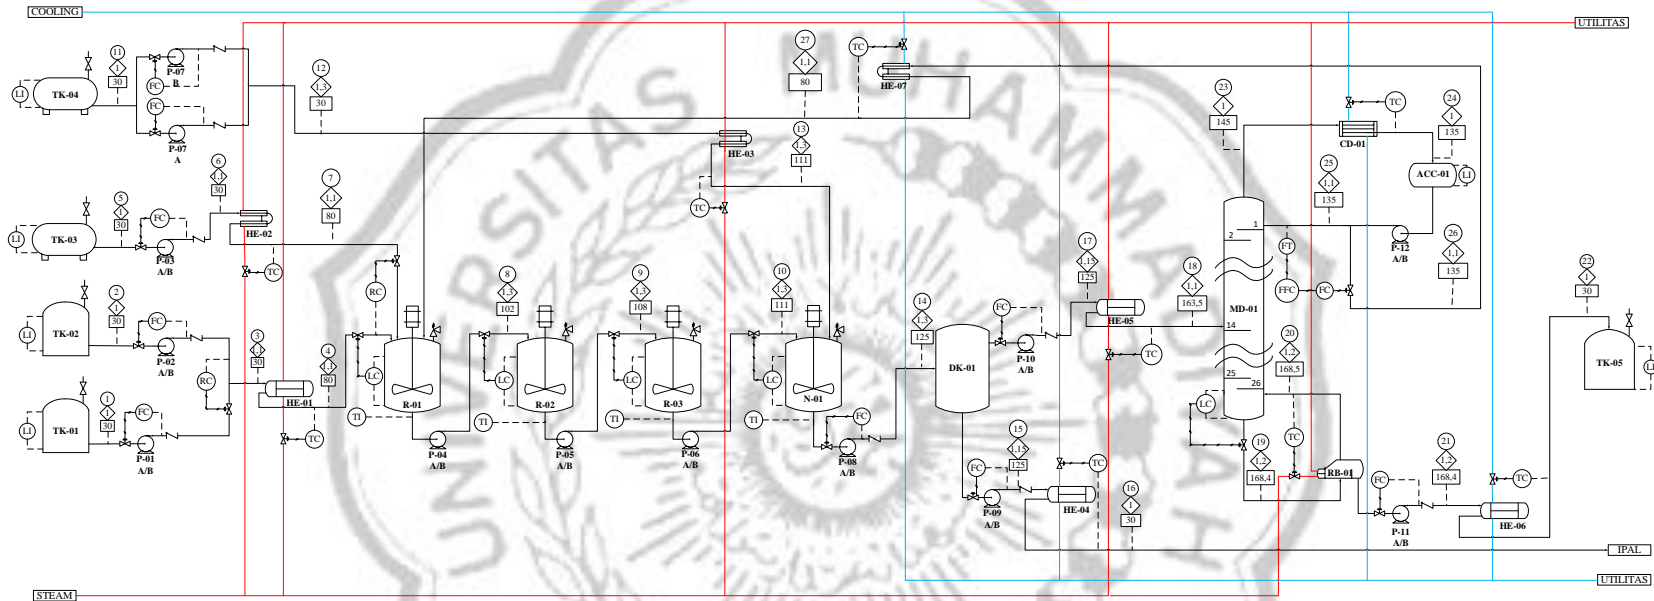 COOLING
UTILITAS
TK-04
LI
11
1
30
P-07
B
FC
FC
P-07
A
12
1,3
30
27
1,1
80
TC
HE-07
13
1,3
111
HE-03
TC
TK-03
LI
5
1
30
FC
P-03
A/B
6
1,1
30
HE-02
TC
7
1,1
80
TK-02
LI
2
1
30
FC
P-02
A/B
RC
TK-01
LI
1
1
30
FC
P-01
A/B
3
1,1
30
HE-01
TC
4
1,1
80
RC
LC
TI
R-01
P-04
A/B
8
1,3
102
LC
TI
R-02
P-05
A/B
9
1,3
108
LC
R-03
P-06
A/B
10
1,3
111
LC
TI
N-01
FC
P-08
A/B
14
1,3
125
DK-01
FC
P-10
A/B
17
1,15
125
HE-05
TC
FC
P-09
A/B
15
1,15
125
HE-04
TC
16
1
30
18
1,1
163,5
23
1
145
MD-01
1
2
14
25
26
LC
19
1,2
168,4
20
1,2
168,5
TC
RB-01
FT
FFC
FC
TC
CD-01
24
1
135
ACC-01
LI
25
1,1
135
P-12
A/B
26
1,1
135
FC
P-11
A/B
21
1,2
168,4
TC
HE-06
22
1
30
TK-05
LI
IPAL
UTILITAS
STEAM
UNIVERSITAS MUHAMMADIYAH